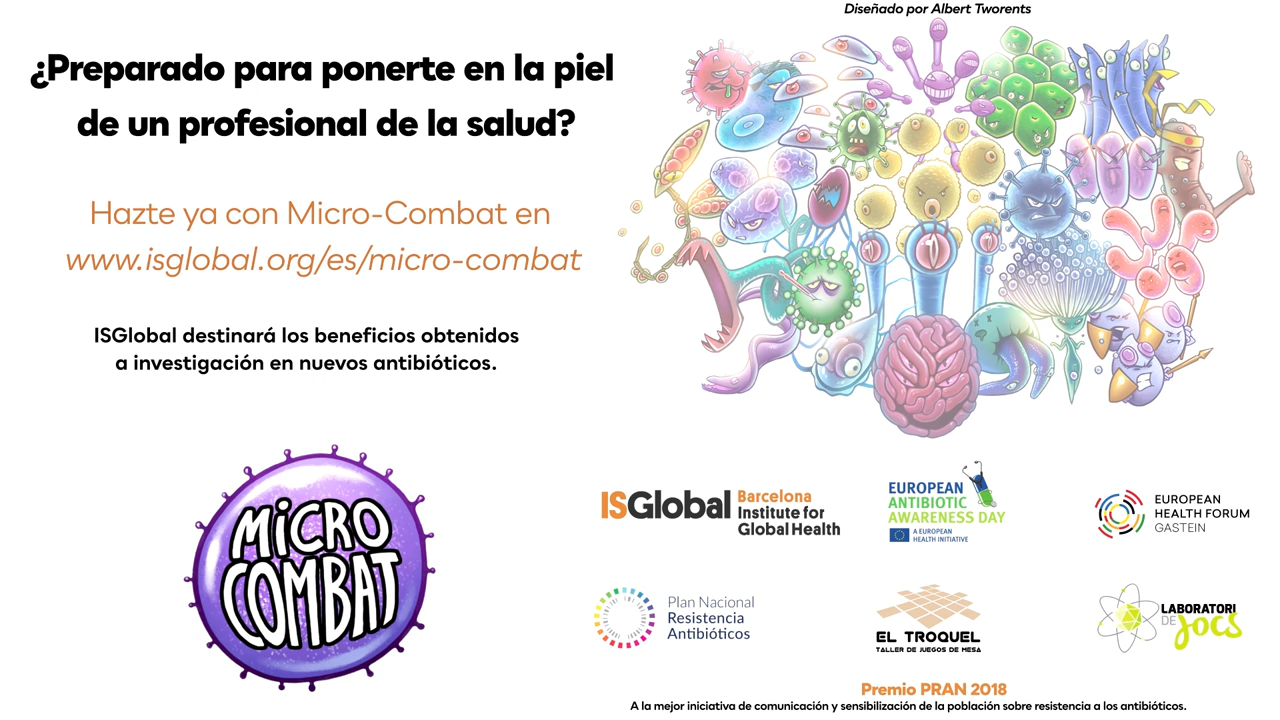 Diseñado por Albert Tworents
¿Preparado para ponerte en la piel
de un profesional de la salud?
Hazte ya con Micro-Combat en
www.isglobal.org/es/micro-combat
ISGlobal destinará los beneficios obtenidos
a investigación en nuevos antibióticos.
MiCRO
COMBAT
ISGlobal
Barcelona
Institute for
Global Health
EUROPEAN
ANTIBIOTIC
AWARENESS DAY
A EUROPEAN
HEALTH INITIATIVE
EUROPEAN
HEALTH FORUM
GASTEIN
Plan Nacional
Resistencia
Antibióticos
EL TROQUEL
TALLER DE JUEGOS DE MESA
LABORATORI
DE JOCS
Premio PRAN 2018
A la mejor iniciativa de comunicación y sensibilización de la población sobre resistencia a los antibióticos.